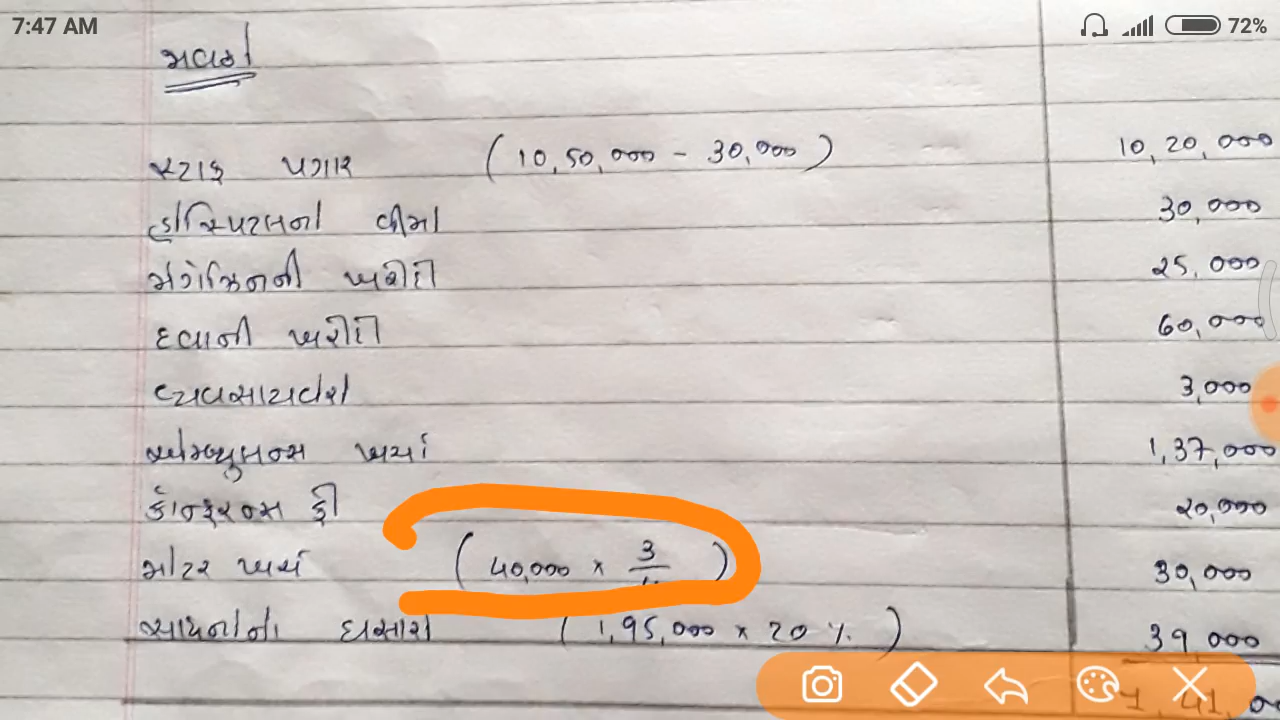 7:47 AM 72%
સ્ટાફ પગાર (10,50,000 - 30,000) 10,20,000
હોસ્પિટલનો વીમો 30,000
મેગેઝિનની ખરીદી 25,000
દવાની ખરીદી 60,000
વ્યવસાયવેરો 3,000
એમ્બ્યુલન્સ ખર્ચ 1,37,000
કોન્ફરન્સ ફી 20,000
મોટર ખર્ચ (40,000 × 3/4) 30,000
સાધનોનો ઘસારો (1,95,000 × 20 %) 39,000